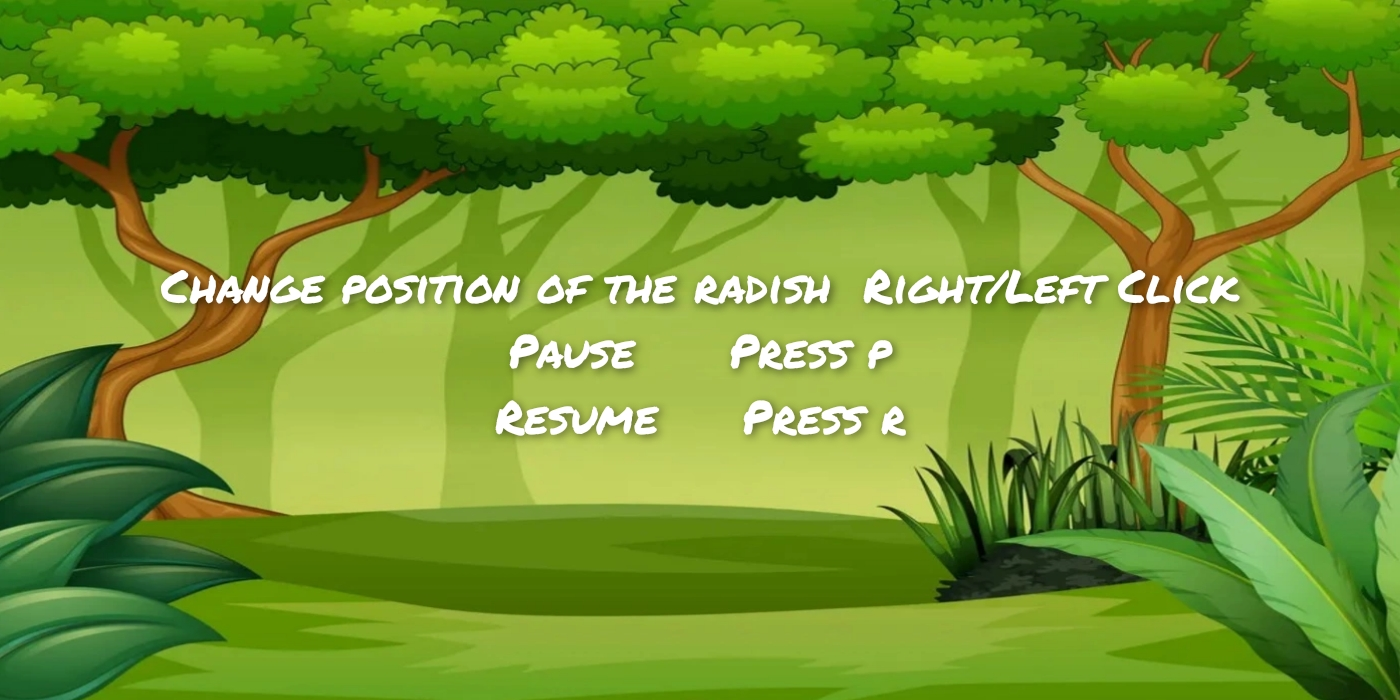 Change position of the radish Right/Left Click
Pause Press P
Resume Press R